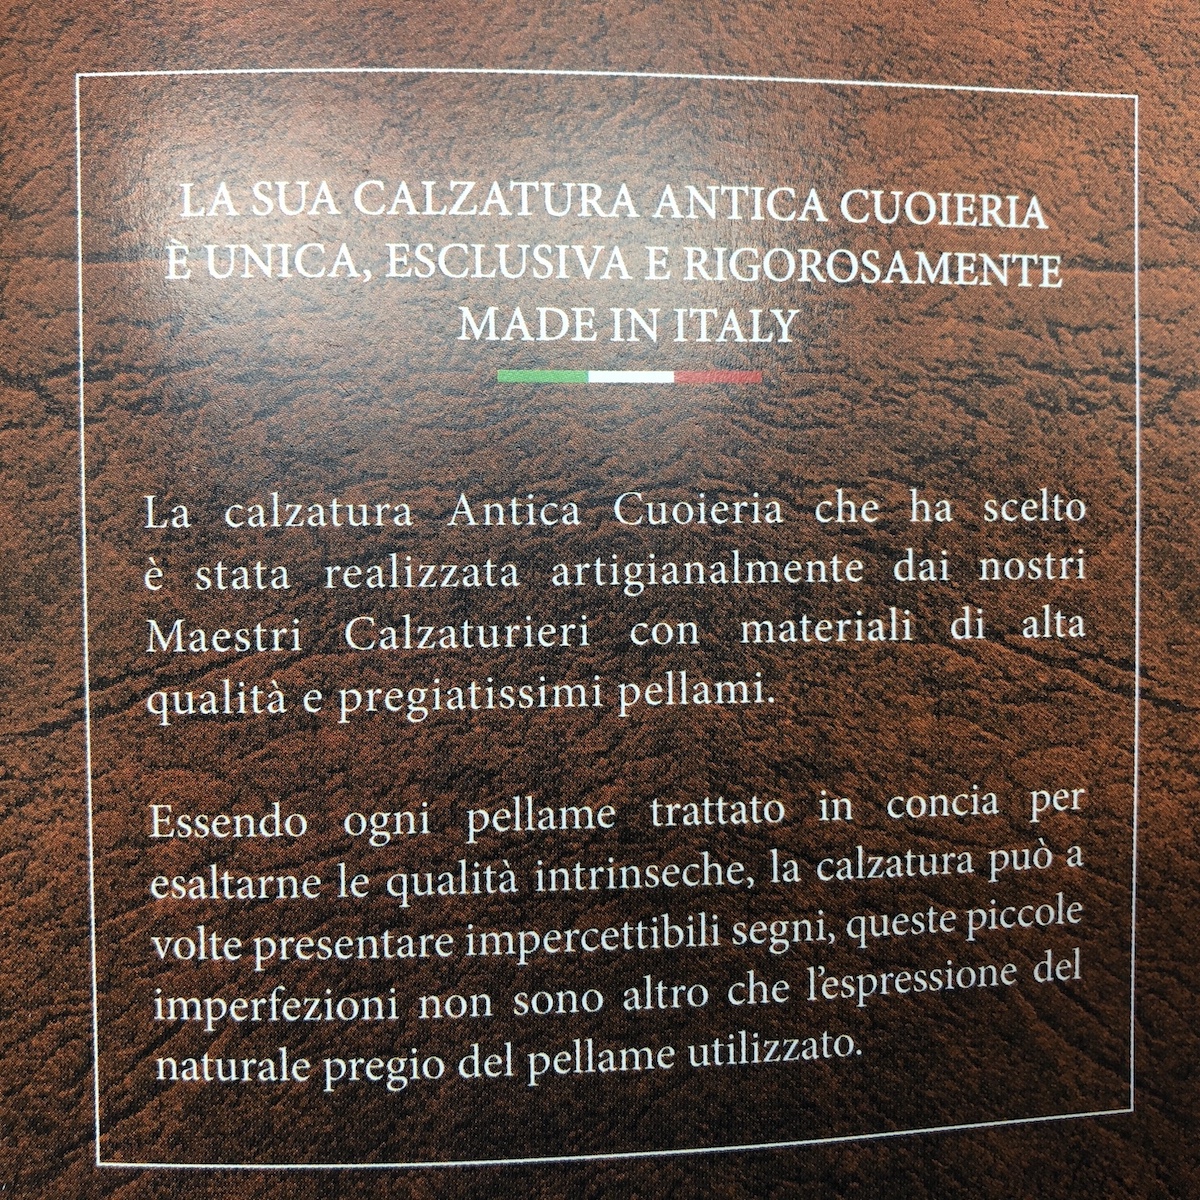 LA SUA CALZATURA ANTICA CUOIERIA
È UNICA, ESCLUSIVA E RIGOROSAMENTE
MADE IN ITALY
La calzatura Antica Cuoieria che ha scelto
è stata realizzata artigianalmente dai nostri
Maestri Calzaturieri con materiali di alta
qualità e pregiatissimi pellami.
Essendo ogni pellame trattato in concia per
esaltarne le qualità intrinseche, la calzatura può a
volte presentare impercettibili segni, queste piccole
imperfezioni non sono altro che l’espressione del
naturale pregio del pellame utilizzato.